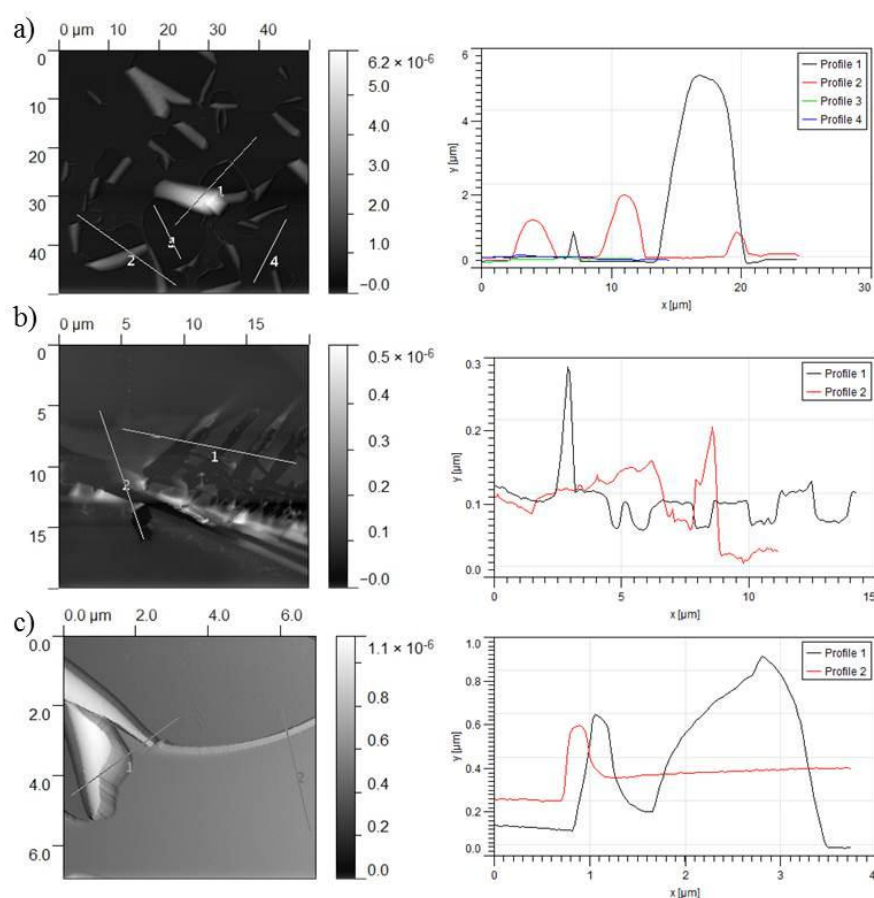 a)
0 µm 10 20 30 40
0
10
20
30
40
1
2
3
4
6.2 × 10⁻⁶
5.0
4.0
3.0
2.0
1.0
−0.0
6
4
2
0
y [µm]
0 10 20 30
x [µm]
Profile 1
Profile 2
Profile 3
Profile 4
b)
0 µm 5 10 15
0
5
10
15
1
2
0.5 × 10⁻⁶
0.4
0.3
0.2
0.1
−0.0
0.3
0.2
0.1
0.0
y [µm]
0 5 10 15
x [µm]
Profile 1
Profile 2
c)
0.0 µm 2.0 4.0 6.0
0.0
2.0
4.0
6.0
1
2
1.1 × 10⁻⁶
0.8
0.6
0.4
0.2
0.0
1.0
0.8
0.6
0.4
0.2
0.0
y [µm]
0 1 2 3 4
x [µm]
Profile 1
Profile 2